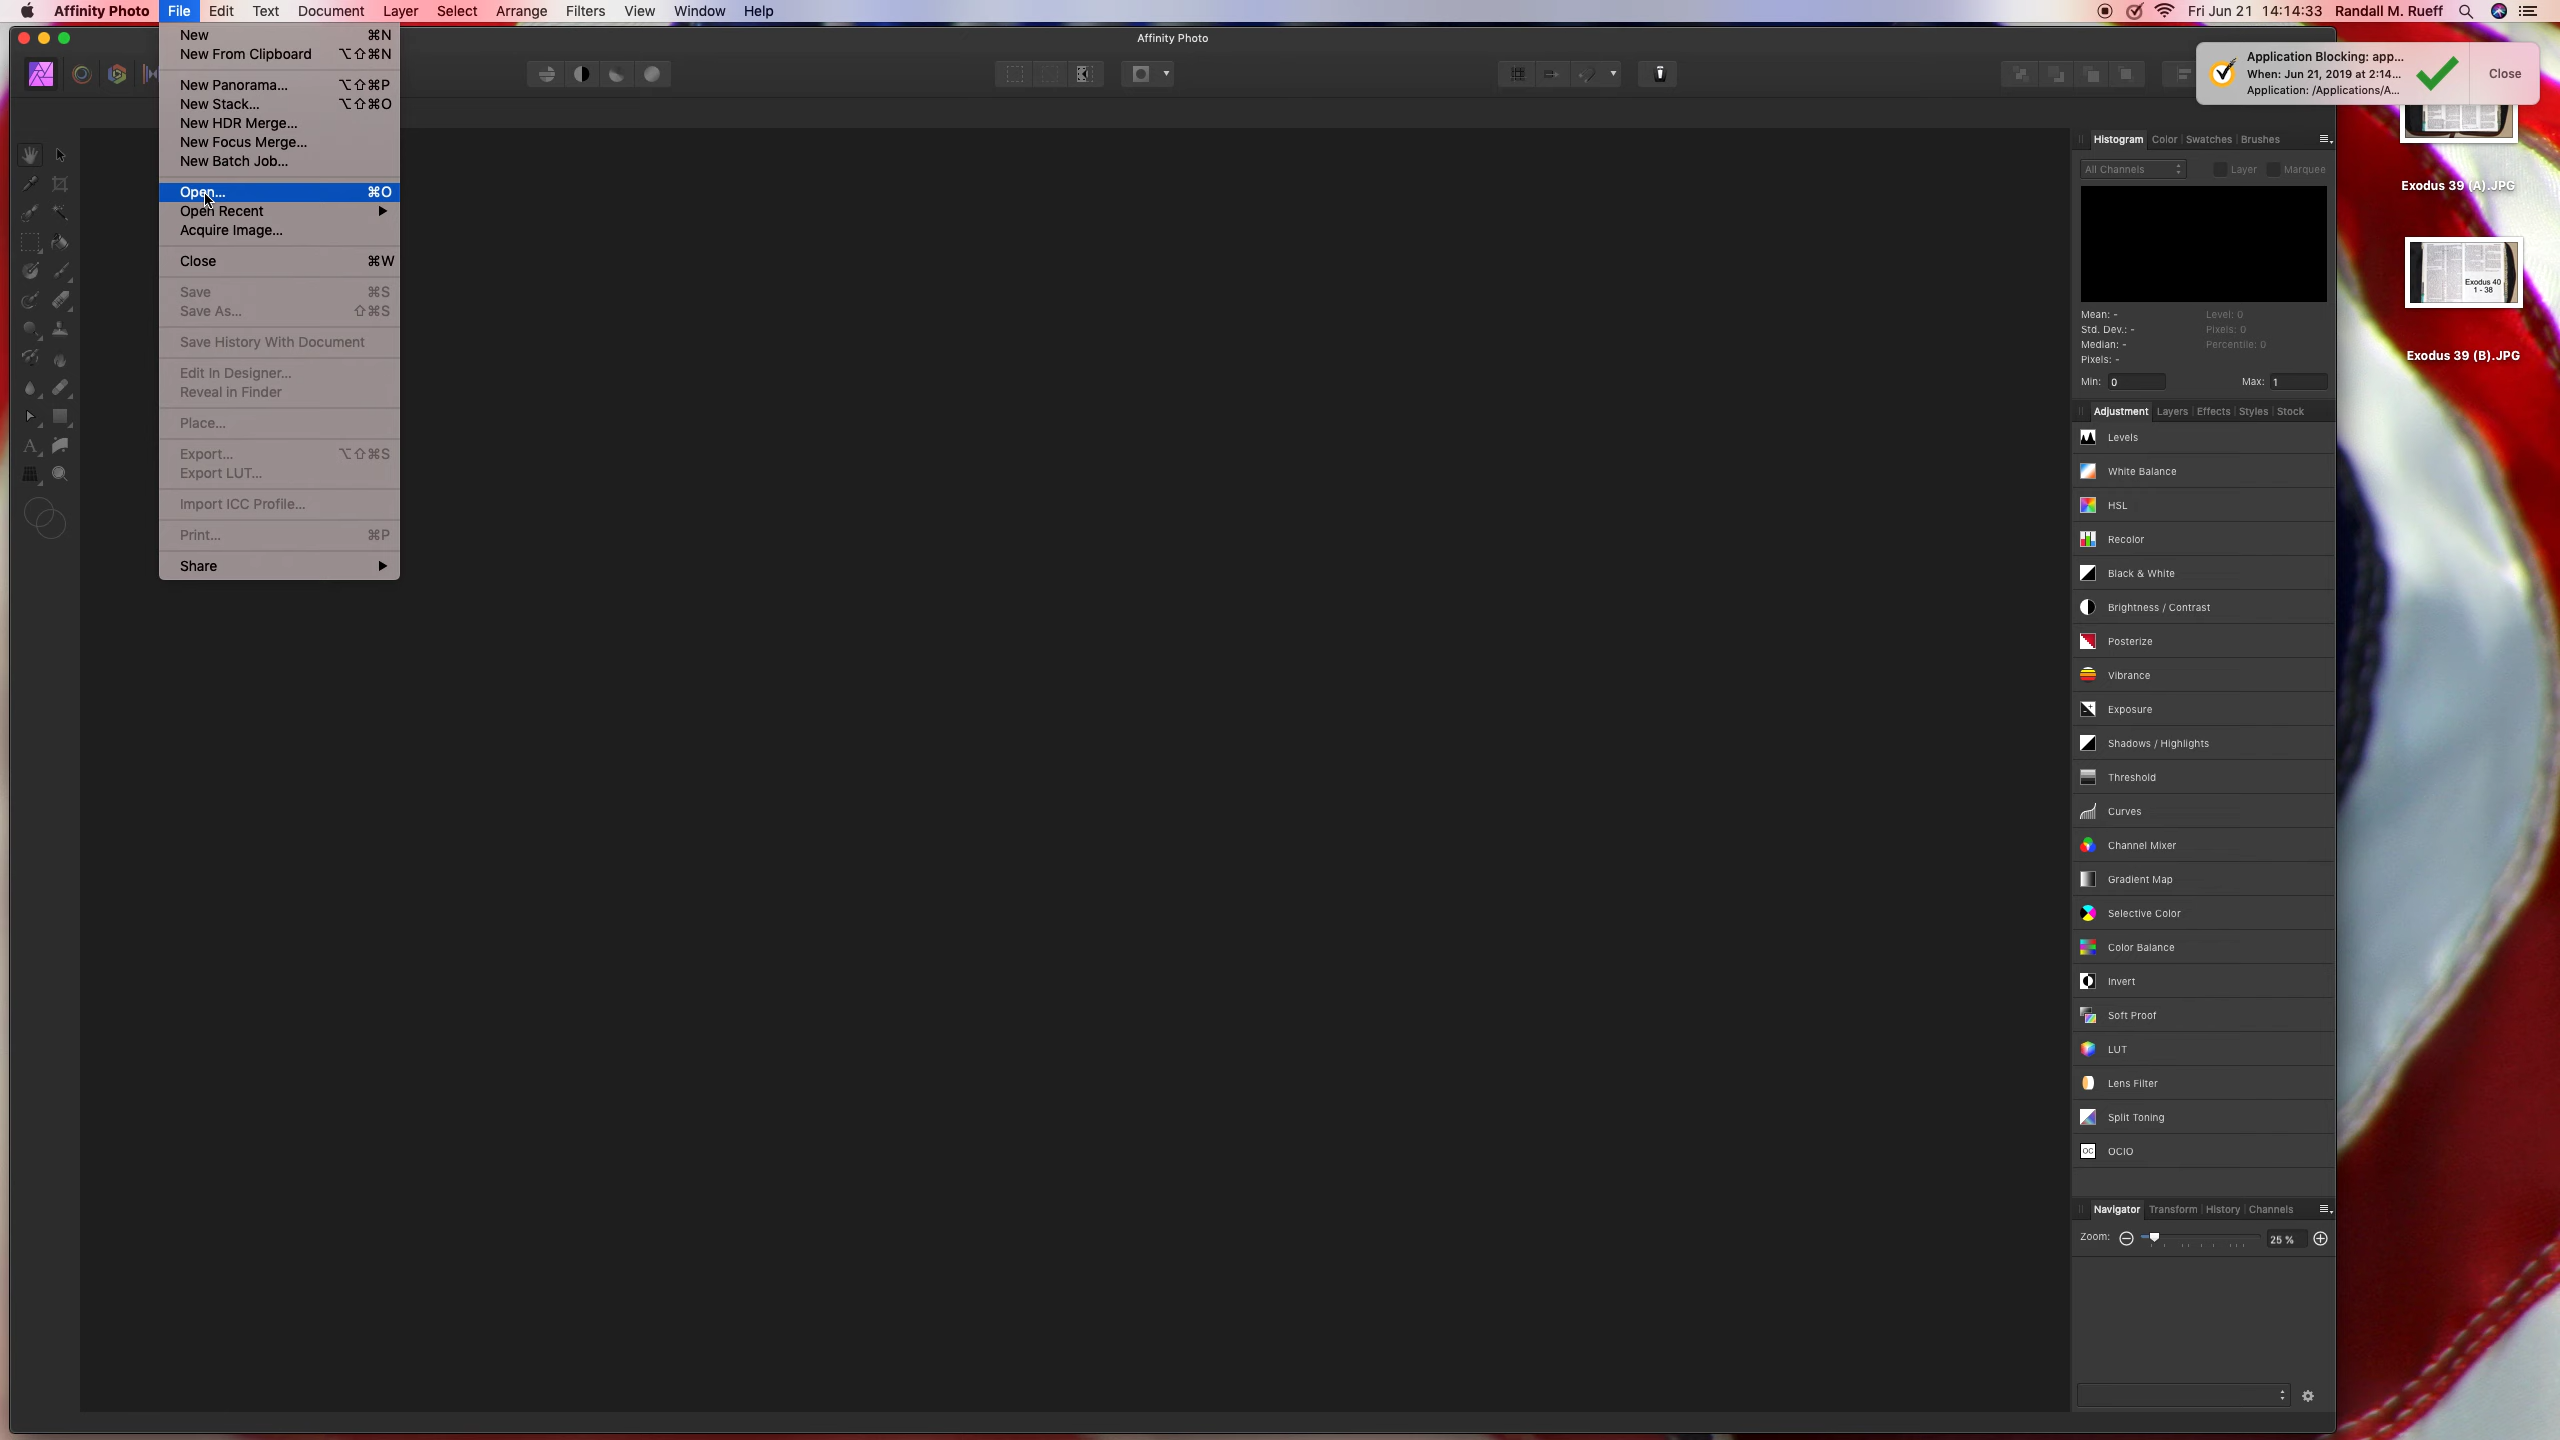 Affinity Photo File Edit Text Document Layer Select Arrange Filters View Window Help Fri Jun 21 14:14:33 Randall M. Rueff
Affinity Photo
New ⌘N
New From Clipboard ⌥⇧⌘N
New Panorama... ⌥⇧⌘P
New Stack... ⌥⇧⌘O
New HDR Merge...
New Focus Merge...
New Batch Job...
Open... ⌘O
Open Recent
Acquire Image...
Close ⌘W
Save ⌘S
Save As... ⇧⌘S
Save History With Document
Edit In Designer...
Reveal in Finder
Place...
Export... ⌥⇧⌘S
Export LUT...
Import ICC Profile...
Print... ⌘P
Share
Application Blocking: app...
When: Jun 21, 2019 at 2:14...
Application: /Applications/A...
Close
Exodus 39 (A).JPG
Exodus 40
1 - 38
Exodus 39 (B).JPG
Histogram Color Swatches Brushes
All Channels Layer Marquee
Mean: - Level: 0
Std. Dev.: - Pixels: 0
Median: - Percentile: 0
Pixels: -
Min: 0 Max: 1
Adjustment Layers Effects Styles Stock
Levels
White Balance
HSL
Recolor
Black & White
Brightness / Contrast
Posterize
Vibrance
Exposure
Shadows / Highlights
Threshold
Curves
Channel Mixer
Gradient Map
Selective Color
Color Balance
Invert
Soft Proof
LUT
Lens Filter
Split Toning
OC OCIO
Navigator Transform History Channels
Zoom: 25 %